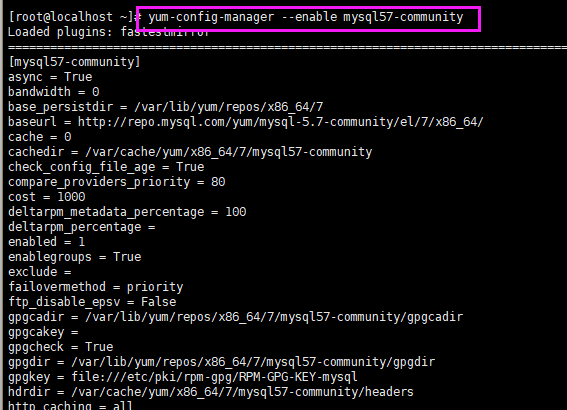 [root@localhost ~]# yum-config-manager --enable mysql57-community
Loaded plugins: fastestmirror
================================================================================
[mysql57-community]
async = True
bandwidth = 0
base_persistdir = /var/lib/yum/repos/x86_64/7
baseurl = http://repo.mysql.com/yum/mysql-5.7-community/el/7/x86_64/
cache = 0
cachedir = /var/cache/yum/x86_64/7/mysql57-community
check_config_file_age = True
compare_providers_priority = 80
cost = 1000
deltarpm_metadata_percentage = 100
deltarpm_percentage =
enabled = 1
enablegroups = True
exclude =
failovermethod = priority
ftp_disable_epsv = False
gpgcadir = /var/lib/yum/repos/x86_64/7/mysql57-community/gpgcadir
gpgcakey =
gpgcheck = True
gpgdir = /var/lib/yum/repos/x86_64/7/mysql57-community/gpgdir
gpgkey = file:///etc/pki/rpm-gpg/RPM-GPG-KEY-mysql
hdrdir = /var/cache/yum/x86_64/7/mysql57-community/headers
http_caching = all